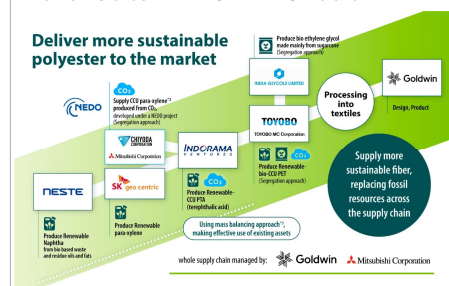 Deliver more sustainable
polyester to the market
NEDO
CO₂
Supply CCU para-xylene*²
produced from CO₂,
developed under a NEDO project
(Segregation approach)
CHIYODA
CORPORATION
Mitsubishi Corporation
NESTE
Produce Renewable
Naphtha
from bio based waste
and residue oils and fats
SK geo centric
Produce Renewable
para-xylene
INDORAMA
VENTURES
CO₂
Produce Renewable-
CCU PTA
(terephthalic acid)
Produce bio ethylene glycol
made mainly from sugarcane
(Segregation approach)
INDIA GLYCOLS LIMITED
TOYOBO
TOYOBO MC Corporation
CO₂
Produce Renewable-
bio-CCU PET
(Segregation approach)
Processing
into
textiles
Goldwin
Design, Product
Supply more
sustainable fiber,
replacing fossil
resources across
the supply chain
Using mass balancing approach*³,
making effective use of existing assets
whole supply chain managed by: Goldwin Mitsubishi Corporation